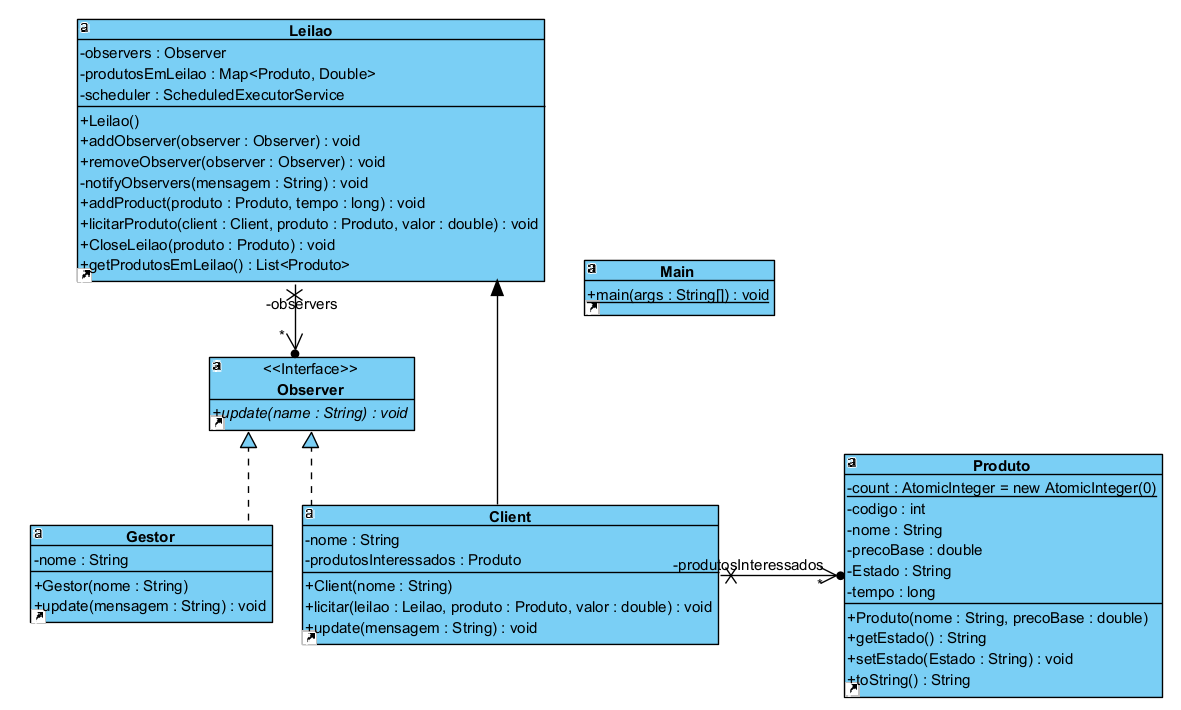 a
Leilao
-observers : Observer
-produtosEmLeilao : Map<Produto, Double>
-scheduler : ScheduledExecutorService
+Leilao()
+addObserver(observer : Observer) : void
+removeObserver(observer : Observer) : void
-notifyObservers(mensagem : String) : void
+addProduct(produto : Produto, tempo : long) : void
+licitarProduto(client : Client, produto : Produto, valor : double) : void
+CloseLeilao(produto : Produto) : void
+getProdutosEmLeilao() : List<Produto>
a
Main
+main(args : String[]) : void
-observers
*
a
<<Interface>>
Observer
+update(name : String) : void
a
Gestor
-nome : String
+Gestor(nome : String)
+update(mensagem : String) : void
a
Client
-nome : String
-produtosInteressados : Produto
+Client(nome : String)
+licitar(leilao : Leilao, produto : Produto, valor : double) : void
+update(mensagem : String) : void
-produtosInteressados
*
a
Produto
-count : AtomicInteger = new AtomicInteger(0)
-codigo : int
-nome : String
-precoBase : double
-Estado : String
-tempo : long
+Produto(nome : String, precoBase : double)
+getEstado() : String
+setEstado(Estado : String) : void
+toString() : String